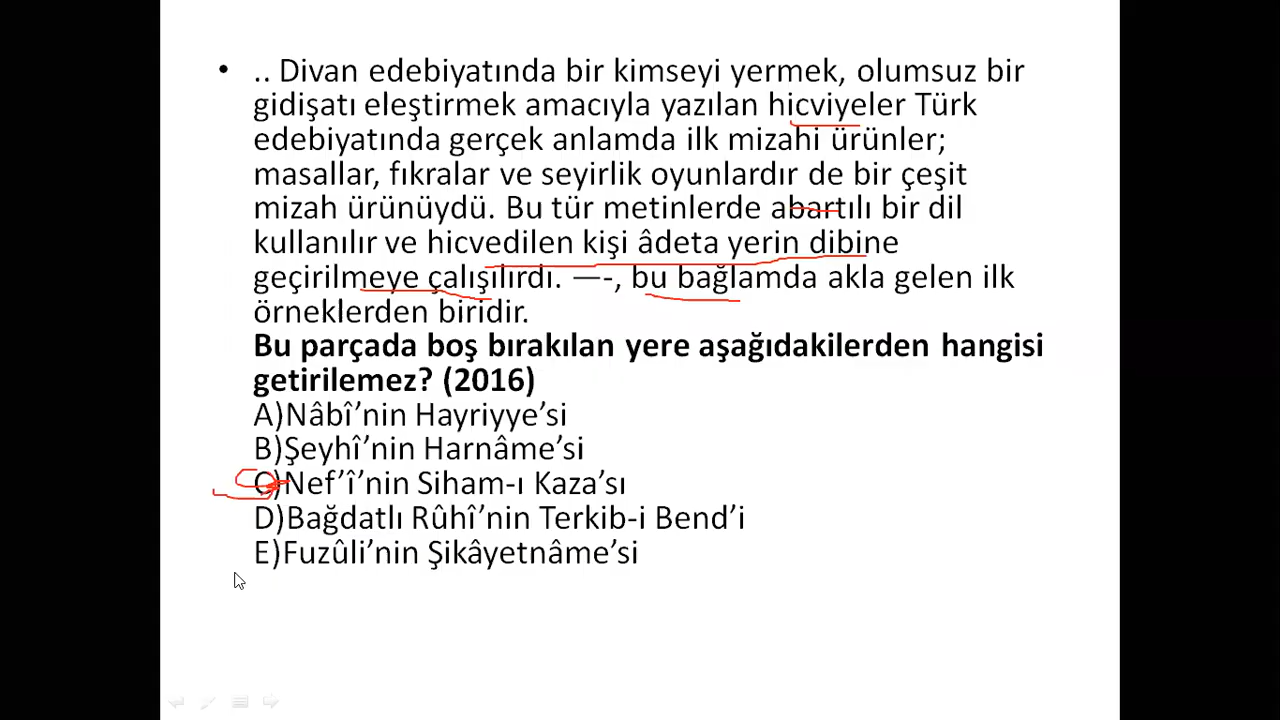 • .. Divan edebiyatında bir kimseyi yermek, olumsuz bir
gidişatı eleştirmek amacıyla yazılan hicviyeler Türk
edebiyatında gerçek anlamda ilk mizahi ürünler;
masallar, fıkralar ve seyirlik oyunlardır de bir çeşit
mizah ürünüydü. Bu tür metinlerde abartılı bir dil
kullanılır ve hicvedilen kişi âdeta yerin dibine
geçirilmeye çalışılırdı. —-, bu bağlamda akla gelen ilk
örneklerden biridir.
Bu parçada boş bırakılan yere aşağıdakilerden hangisi
getirilemez? (2016)
A)Nâbî’nin Hayriyye’si
B)Şeyhî’nin Harnâme’si
C)Nef’î’nin Siham-ı Kaza’sı
D)Bağdatlı Rûhî’nin Terkib-i Bend’i
E)Fuzûli’nin Şikâyetnâme’si